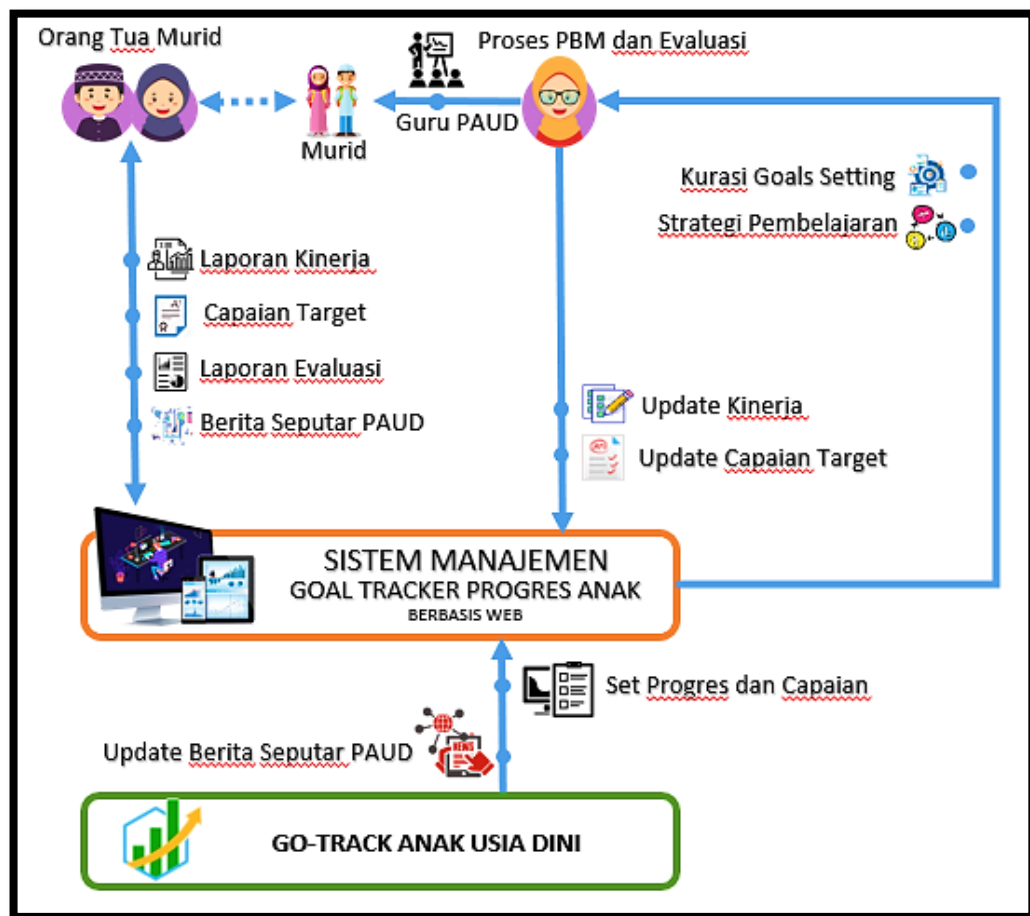 Orang Tua Murid
Proses PBM dan Evaluasi
Guru PAUD
Murid
Kurasi Goals Setting
Strategi Pembelajaran
Laporan Kinerja
Capaian Target
Laporan Evaluasi
Berita Seputar PAUD
Update Kinerja
Update Capaian Target
SISTEM MANAJEMEN
GOAL TRACKER PROGRES ANAK
BERBASIS WEB
Set Progres dan Capaian
Update Berita Seputar PAUD
NEWS
GO-TRACK ANAK USIA DINI